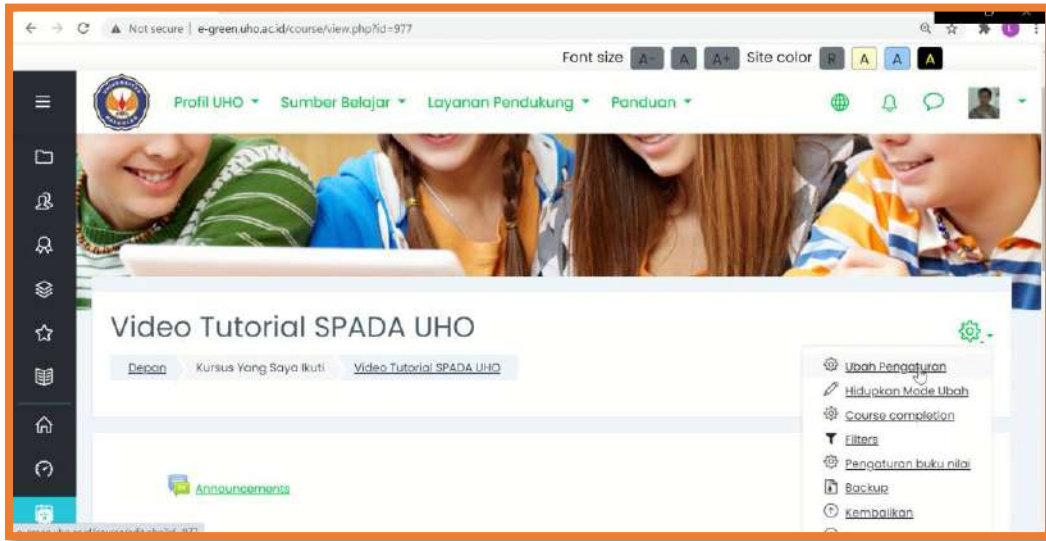 Not secure | e-green.uho.ac.id/course/view.php?id=977
Font size A- A A+ Site color R A A A
Profil UHO Sumber Belajar Layanan Pendukung Panduan
Video Tutorial SPADA UHO
Depan Kursus Yang Saya Ikuti Video Tutorial SPADA UHO
Ubah Pengaturan
Hidupkan Mode Ubah
Course completion
Filters
Pengaturan buku nilai
Backup
Kembalikan
Announcements